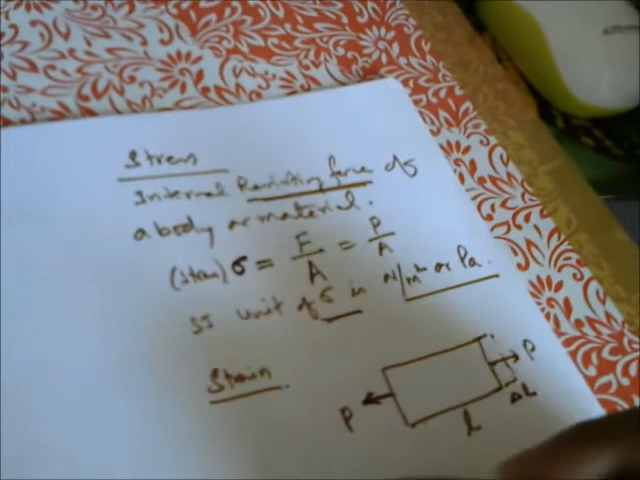 Stress
Internal Resisting force of
a body or material.
(stress) σ = F/A = P/A
SI unit of σ is N/m² or Pa.
Strain
P
P
l
ΔL